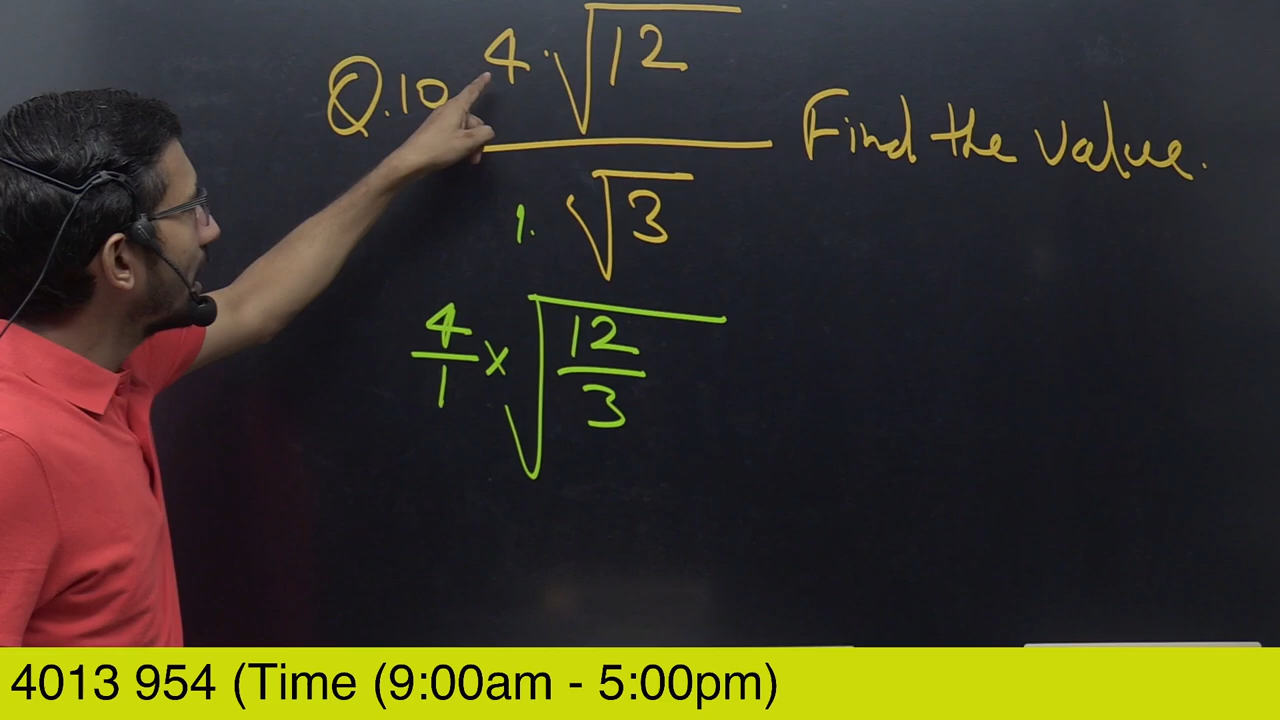 Q.10 4·√12 / √3 Find the value.
1.
4/1 × √12/3
4013 954 (Time (9:00am - 5:00pm)